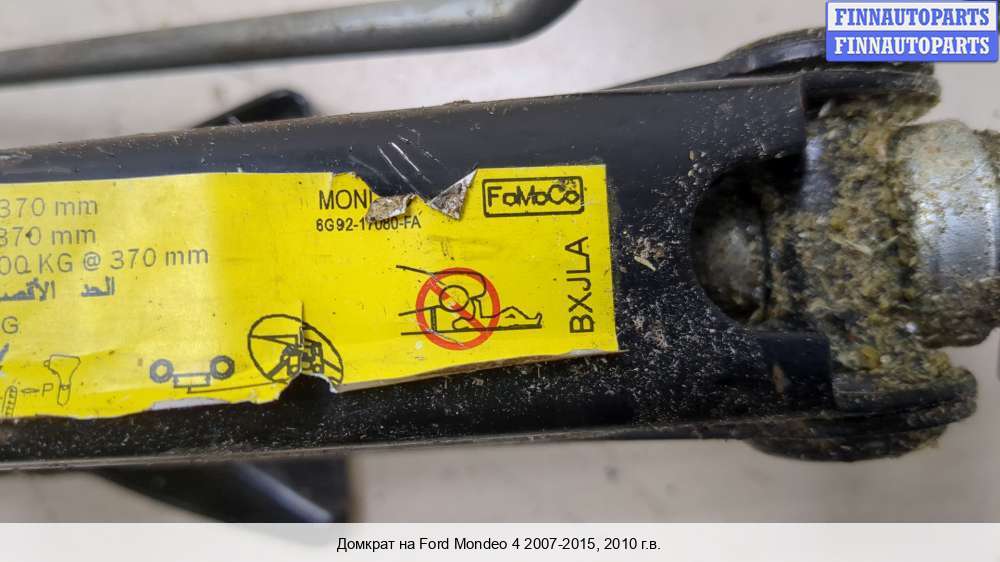 FINNAUTOPARTS
FINNAUTOPARTS
370 mm
370 mm
00 KG @ 370 mm
الحد الأقصى
G
P
MON
6G92-17080-FA
FoMoCo
BXJLA
Домкрат на Ford Mondeo 4 2007-2015, 2010 г.в.